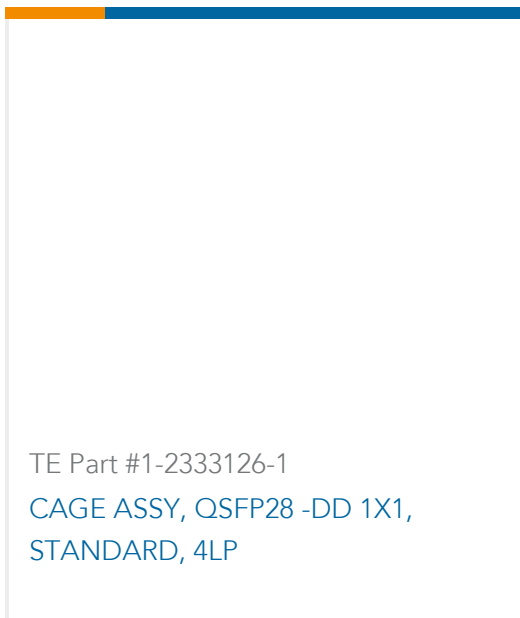 TE Part #1-2333126-1
CAGE ASSY, QSFP28 -DD 1X1,
STANDARD, 4LP